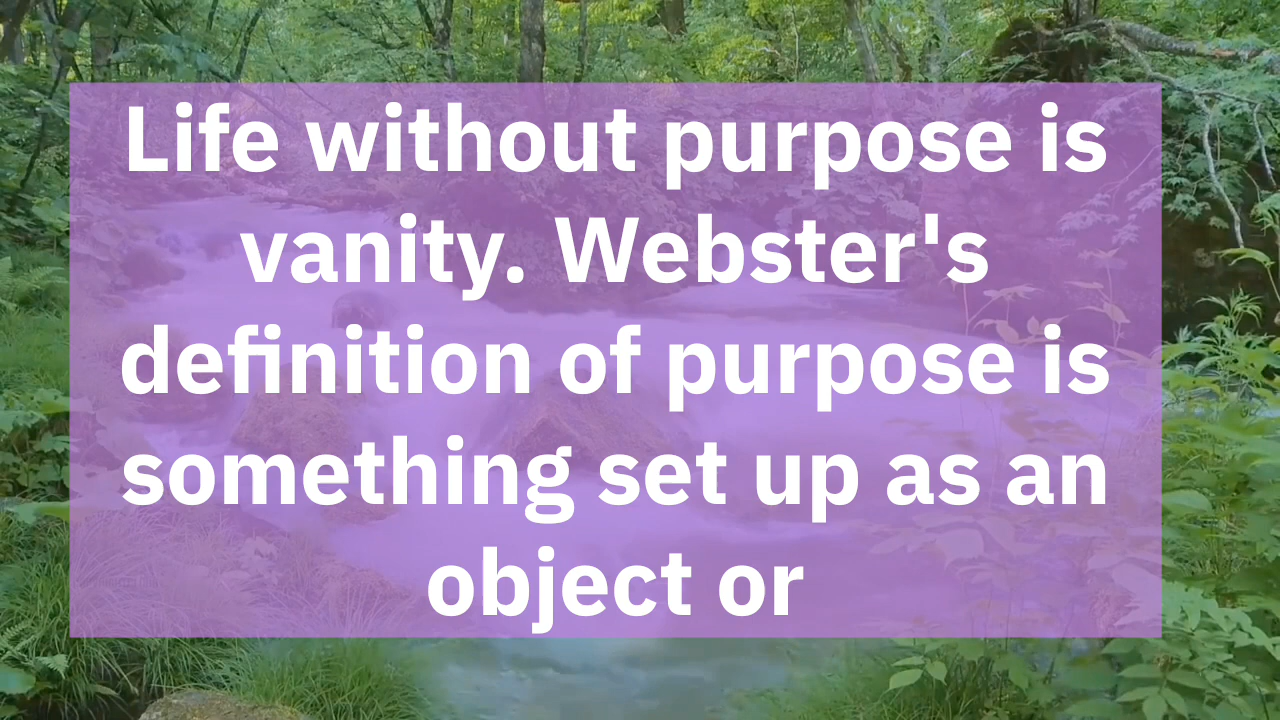 Life without purpose is
vanity. Webster's
definition of purpose is
something set up as an
object or